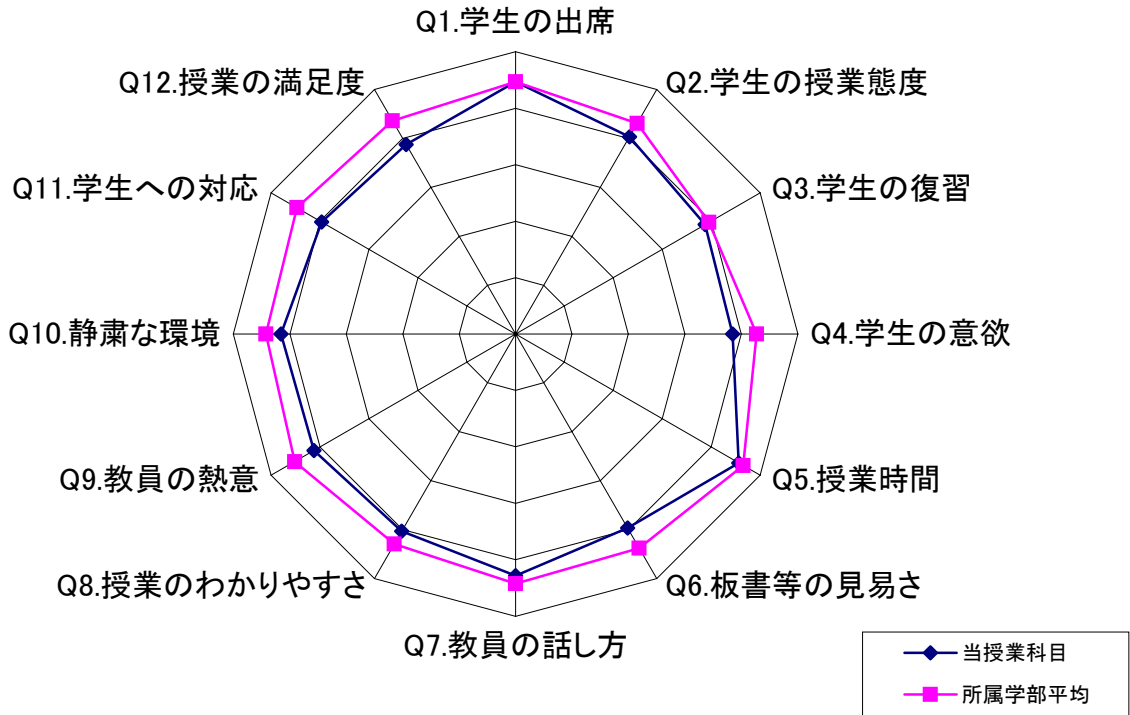 Q1.学生の出席
Q2.学生の授業態度
Q3.学生の復習
Q4.学生の意欲
Q5.授業時間
Q6.板書等の見易さ
Q7.教員の話し方
Q8.授業のわかりやすさ
Q9.教員の熱意
Q10.静粛な環境
Q11.学生への対応
Q12.授業の満足度
当授業科目
所属学部平均